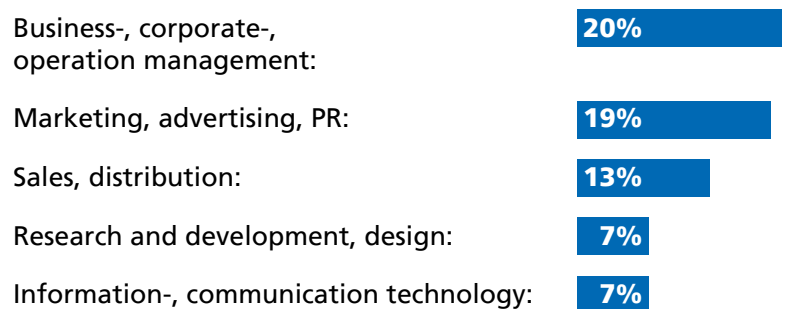 Business-, corporate-,
operation management:
20%
Marketing, advertising, PR:
19%
Sales, distribution:
13%
Research and development, design:
7%
Information-, communication technology:
7%